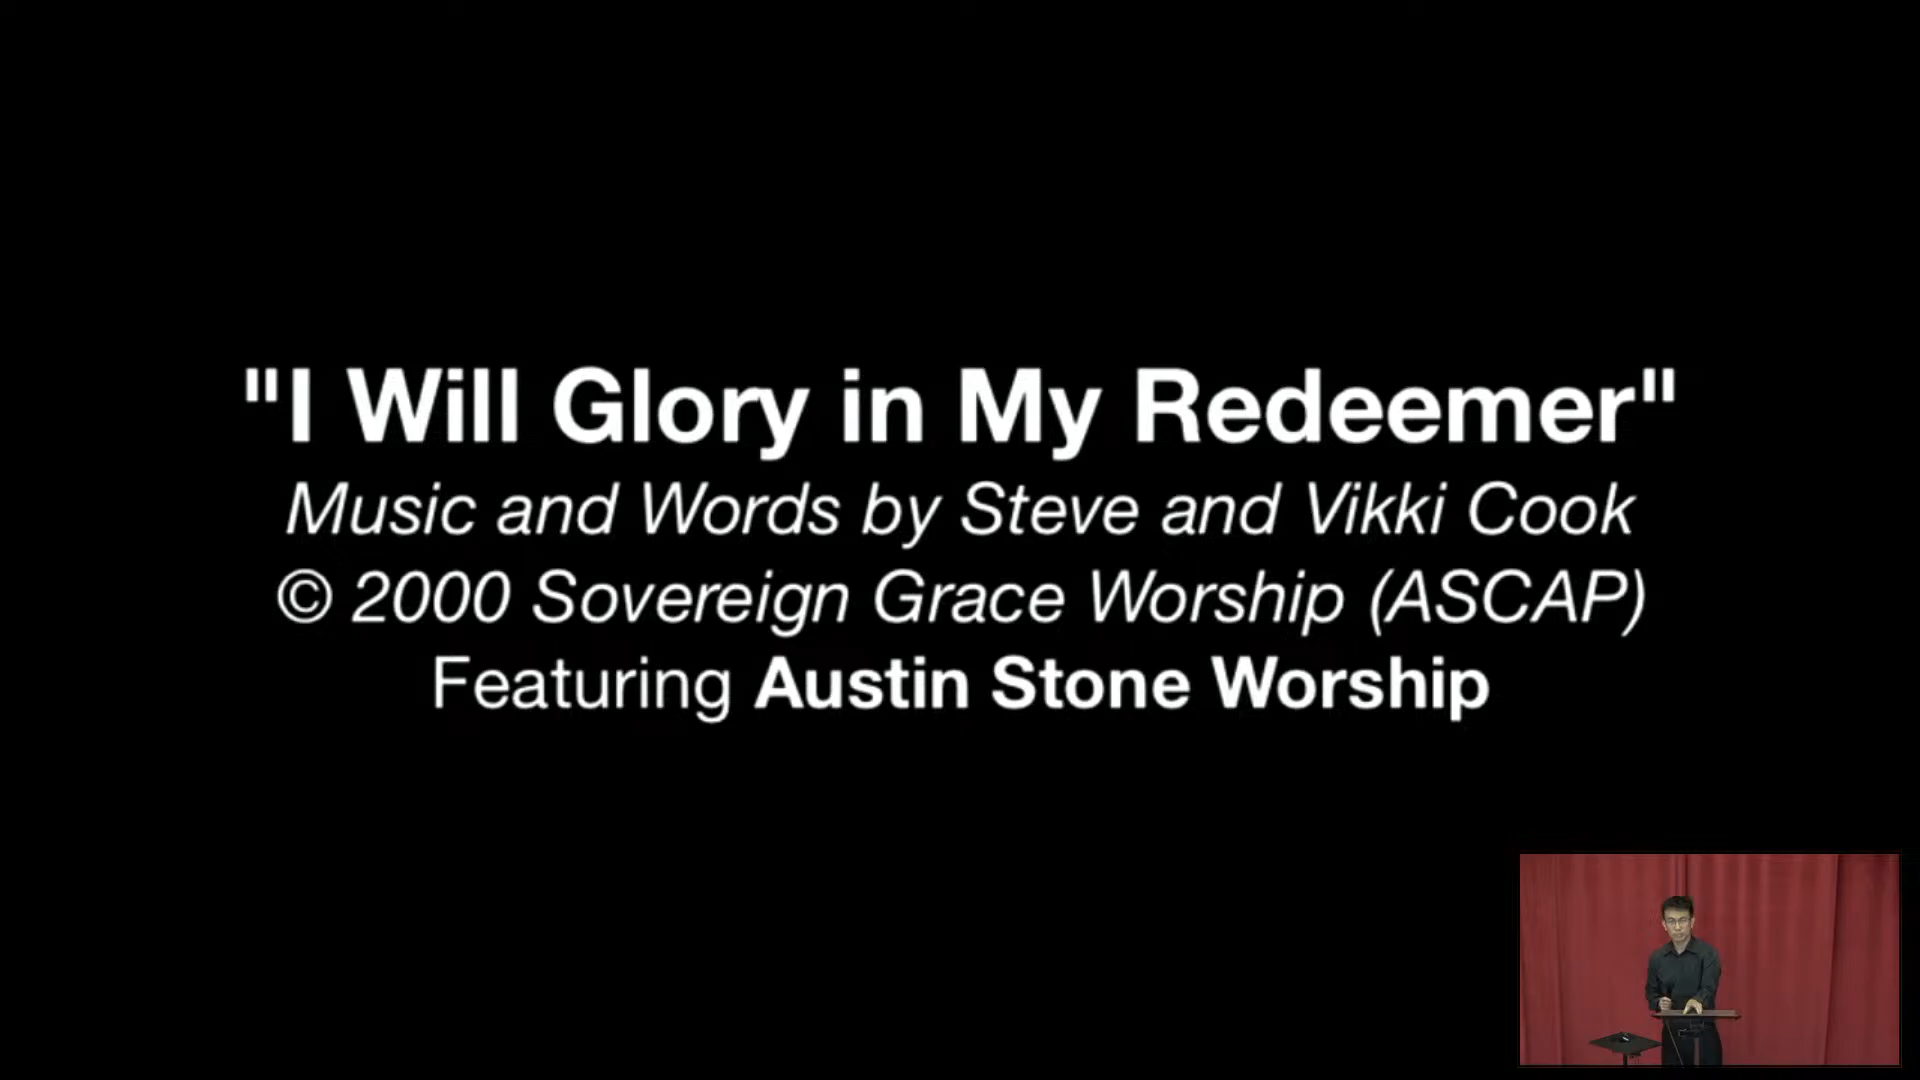 "I Will Glory in My Redeemer"
Music and Words by Steve and Vikki Cook
© 2000 Sovereign Grace Worship (ASCAP)
Featuring Austin Stone Worship